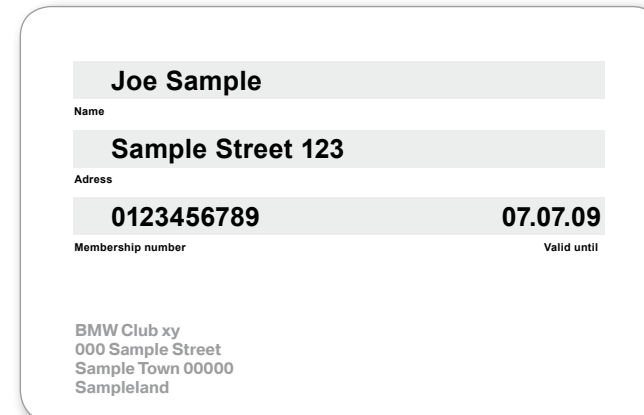 Joe Sample
Name
Sample Street 123
Adress
0123456789 07.07.09
Membership number Valid until
BMW Club xy
000 Sample Street
Sample Town 00000
Sampleland